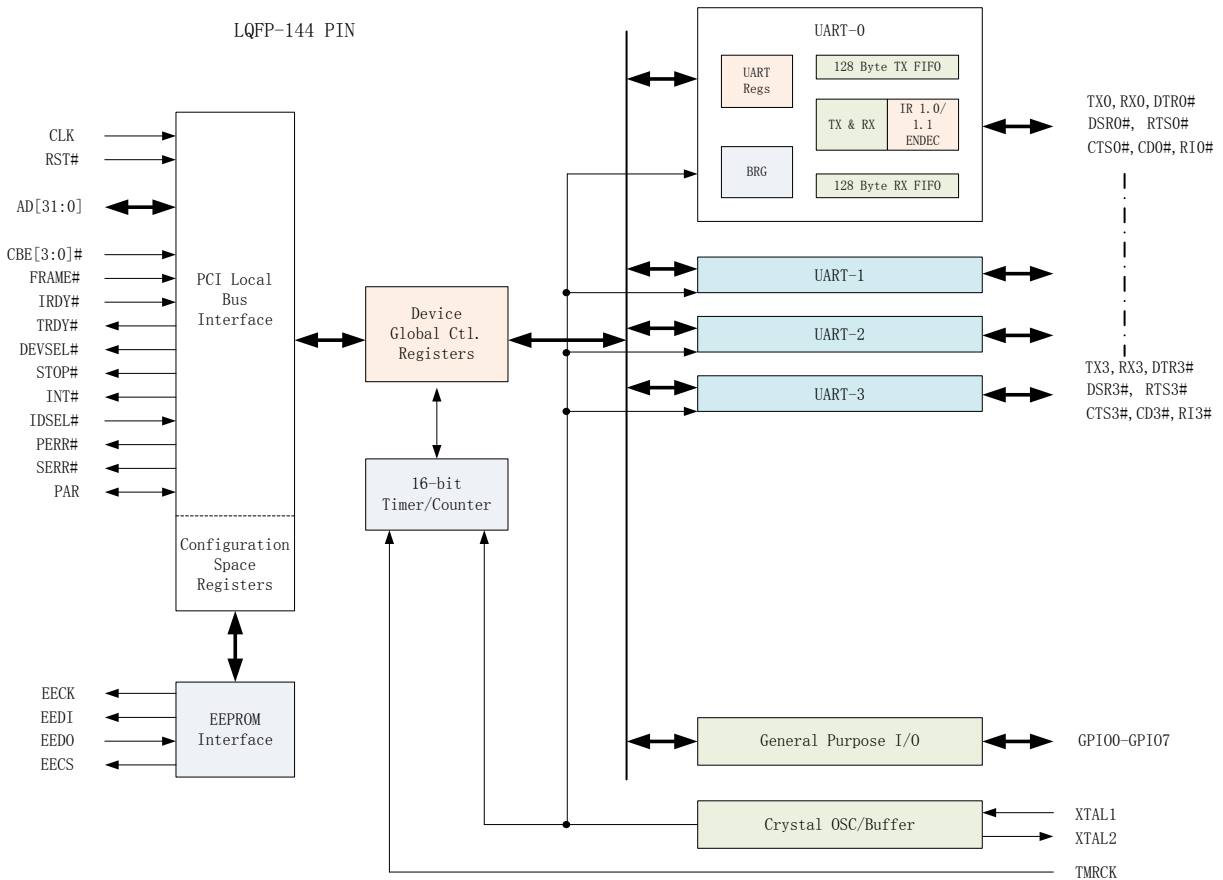 LQFP-144 PIN
CLK
RST#
AD[31:0]
CBE[3:0]#
FRAME#
IRDY#
TRDY#
DEVSEL#
STOP#
INT#
IDSEL#
PERR#
SERR#
PAR
PCI Local
Bus
Interface
Configuration
Space
Registers
EECK
EEDI
EEDO
EECS
EEPROM
Interface
Device
Global Ctl.
Registers
16-bit
Timer/Counter
UART-0
UART
Regs
BRG
128 Byte TX FIFO
TX & RX
IR 1.0/
1.1
ENDEC
128 Byte RX FIFO
UART-1
UART-2
UART-3
General Purpose I/O
Crystal OSC/Buffer
TX0,RX0,DTR0#
DSR0#, RTS0#
CTS0#,CD0#,RI0#
TX3,RX3,DTR3#
DSR3#, RTS3#
CTS3#,CD3#,RI3#
GPIO0-GPIO7
XTAL1
XTAL2
TMRCK